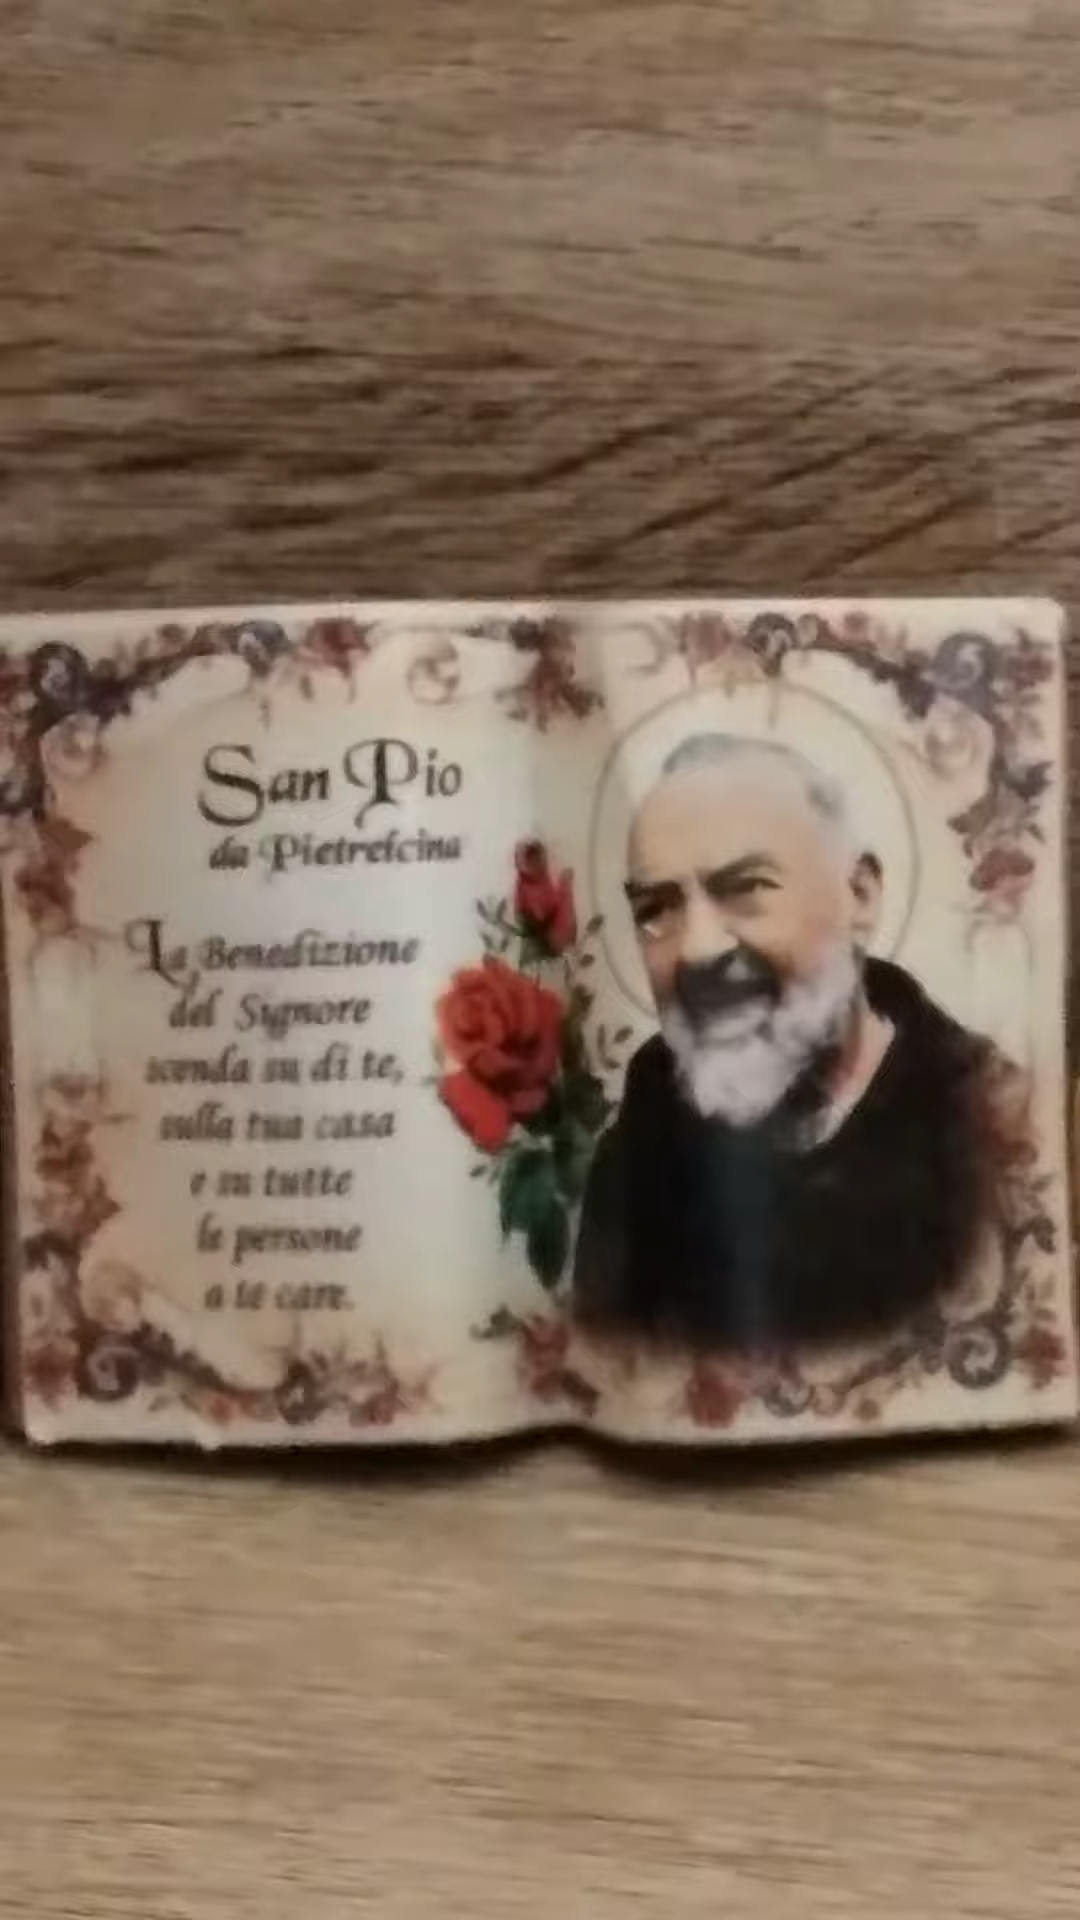 San Pio
da Pietrelcina
La Benedizione
del Signore
scenda su di te,
sulla tua casa
e su tutte
le persone
a te care.